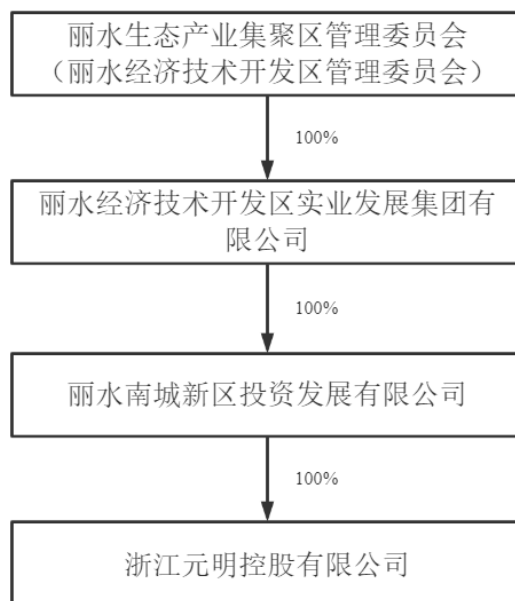 丽水生态产业集聚区管理委员会
（丽水经济技术开发区管理委员会）
100%
丽水经济技术开发区实业发展集团有
限公司
100%
丽水南城新区投资发展有限公司
100%
浙江元明控股有限公司